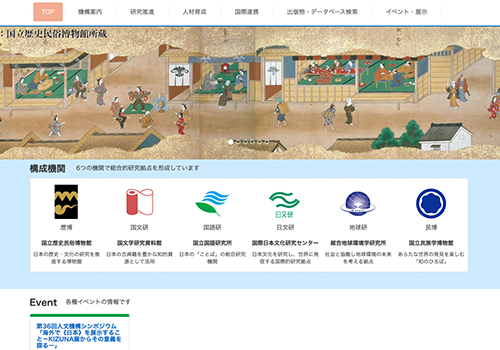 TOP 機構案内 研究推進 人材育成 国際連携 出版物・データベース検索 イベント・展示
：国立歴史民俗博物館所蔵
構成機関 6つの機関で総合的研究拠点を形成しています
歴博 国文研 国語研 日文研 地球研 民博
国立歴史民俗博物館 国文学研究資料館 国立国語研究所 国際日本文化研究センター 総合地球環境学研究所 国立民族学博物館
日本の歴史・文化の研究を推進する博物館
日本の古典籍を豊かな知的資源として活用
日本の「ことば」の総合研究機関
日本文化を研究し、世界に発信する国際的研究拠点
社会と協働し地球環境の未来を考える拠点
あらたな世界の発見を楽しむ「知のひろば」
Event 各種イベントの情報です
第36回人文機構シンポジウム
「海外で《日本》を展示するこ
と－KIZUNA展からその意義を
探る－」